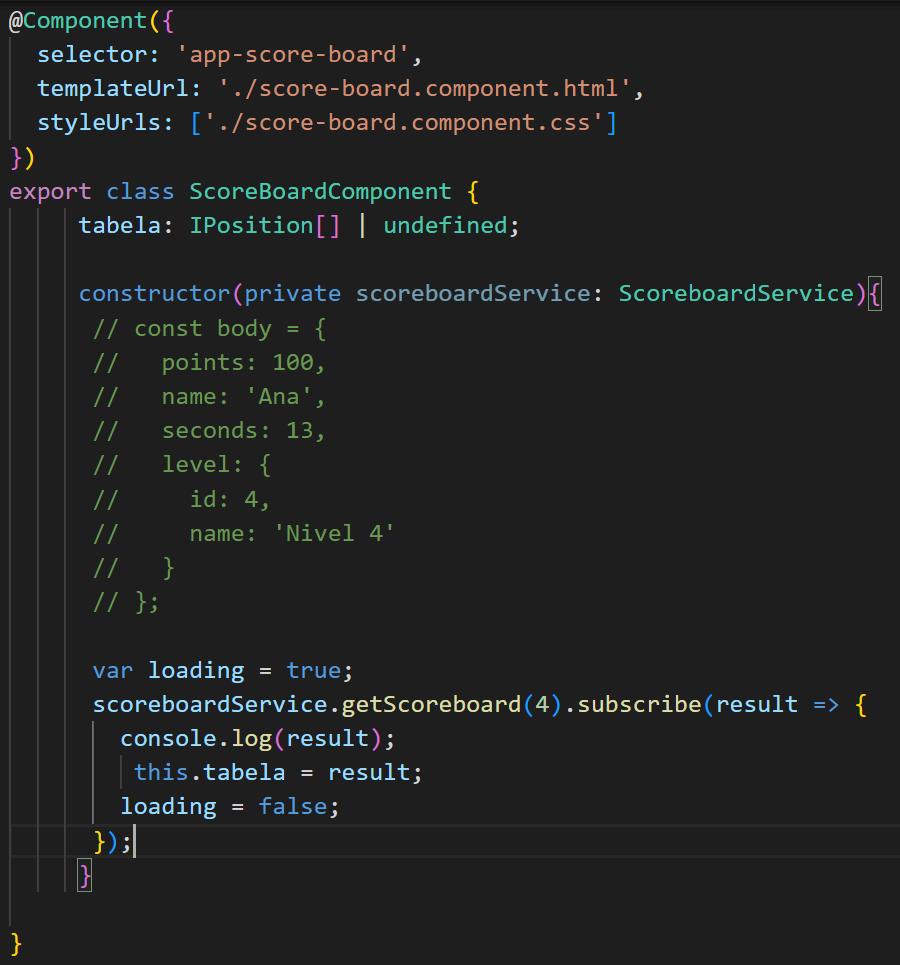 @Component({
  selector: 'app-score-board',
  templateUrl: './score-board.component.html',
  styleUrls: ['./score-board.component.css']
})
export class ScoreBoardComponent {
     tabela: IPosition[] | undefined;

     constructor(private scoreboardService: ScoreboardService){
      // const body = {
      //   points: 100,
      //   name: 'Ana',
      //   seconds: 13,
      //   level: {
      //     id: 4,
      //     name: 'Nivel 4'
      //   }
      // };

      var loading = true;
      scoreboardService.getScoreboard(4).subscribe(result => {
        console.log(result);
         this.tabela = result;
        loading = false;
      });
     }

}